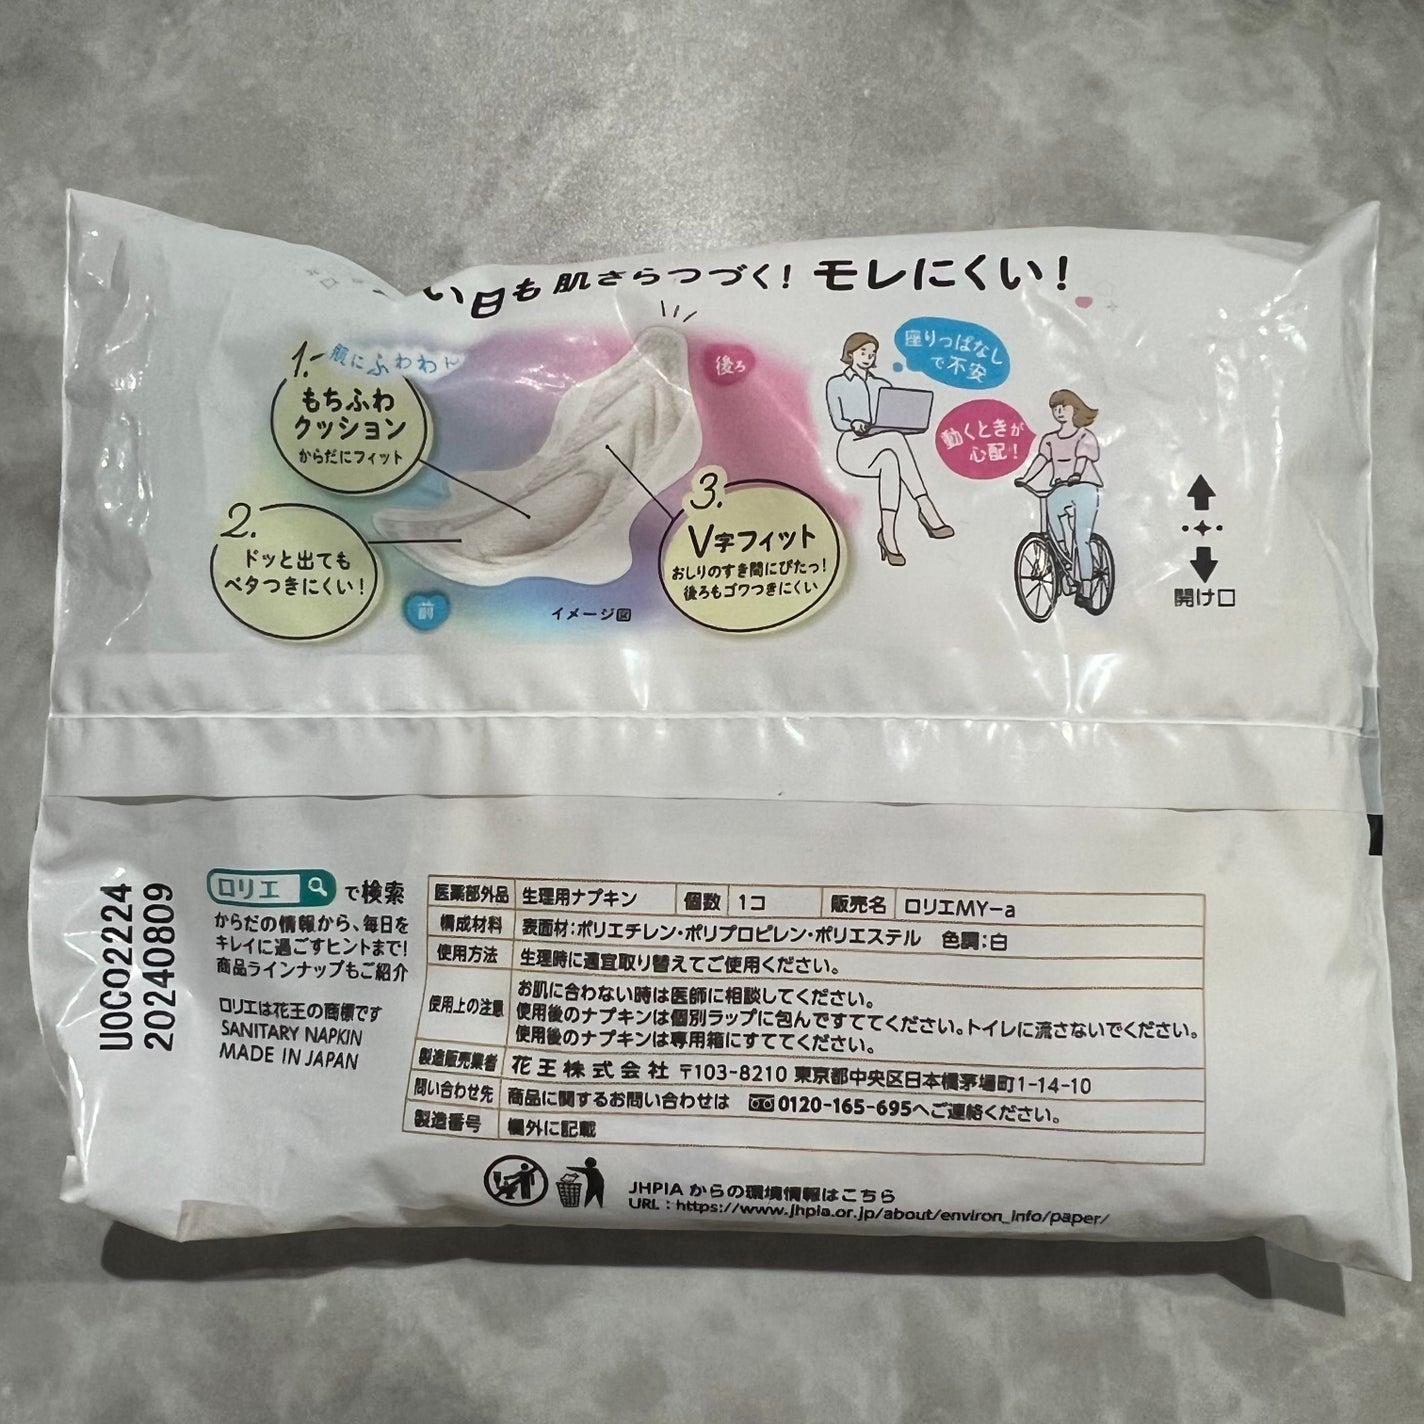 い日も 肌さらつづく! モレにくい!
1. 肌にふわわん
もちふわ
クッション
からだにフィット
2.
ドッと出ても
ベタつきにくい!
前
後ろ
3.
V字フィット
おしりのすき間にぴたっ!
後ろもゴワつきにくい
イメージ図
座りっぱなし
で不安
動くときが
心配!
開け口
U0C02224
20240809
ロリエ で検索
からだの情報から、毎日を
キレイに過ごすヒントまで!
商品ラインナップもご紹介
ロリエは花王の商標です
SANITARY NAPKIN
MADE IN JAPAN
医薬部外品 生理用ナプキン 個数 1コ 販売名 ロリエMY-a
構成材料 表面材:ポリエチレン・ポリプロピレン・ポリエステル 色調:白
使用方法 生理時に適宜取り替えてご使用ください。
使用上の注意 お肌に合わない時は医師に相談してください。
使用後のナプキンは個別ラップに包んですててください。トイレに流さないでください。
使用後のナプキンは専用箱にすててください。
製造販売業者 花王株式会社 〒103-8210 東京都中央区日本橋茅場町1-14-10
問い合わせ先 商品に関するお問い合わせは 0120-165-695へご連絡ください。
製造番号 欄外に記載
JHPIA からの環境情報はこちら
URL：https://www.jhpia.or.jp/about/environ_info/paper/